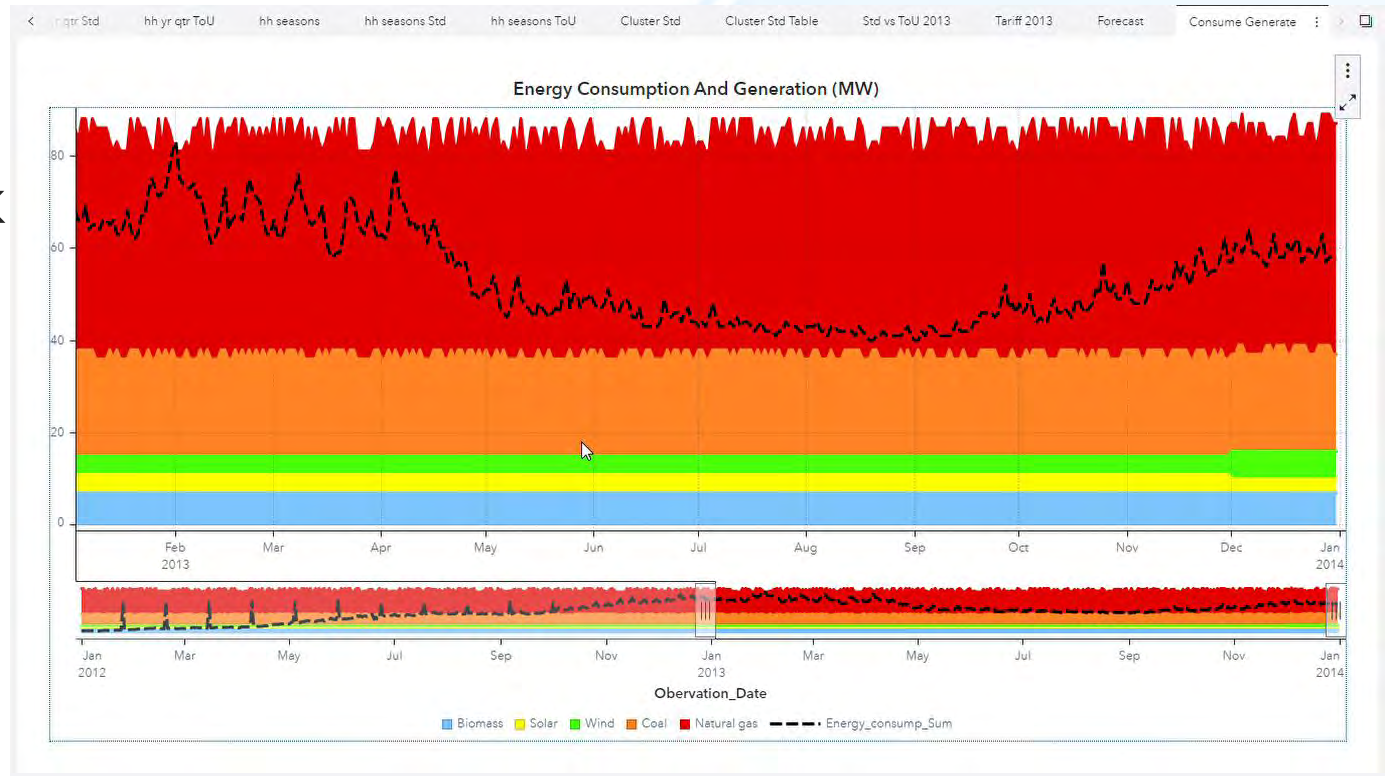 qtr Std hh yr qtr ToU hh seasons hh seasons Std hh seasons ToU Cluster Std Cluster Std Table Std vs ToU 2013 Tariff 2013 Forecast Consume Generate
Energy Consumption And Generation (MW)
80
60
40
20
0
Feb Mar Apr May Jun Jul Aug Sep Oct Nov Dec Jan
2013 2014
Jan Mar May Jul Sep Nov Jan Mar May Jul Sep Nov Jan
2012 2013 2014
Obervation_Date
Biomass Solar Wind Coal Natural gas Energy_consump_Sum